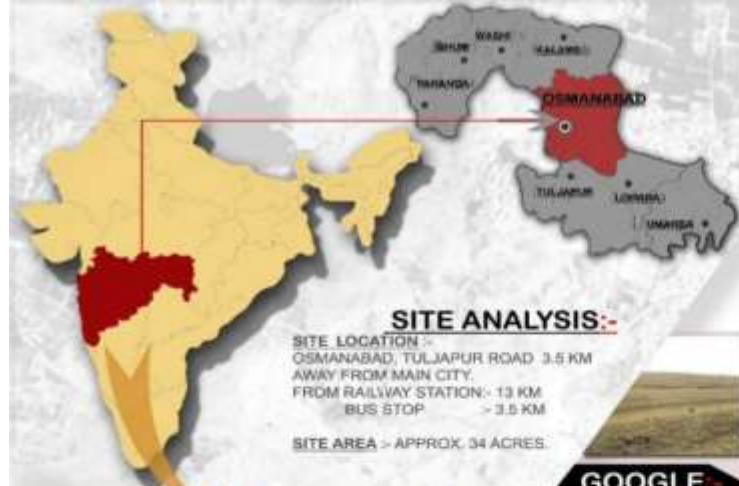 BHUM
WASHI
KALAMB
PARANDA
OSMANABAD
TULJAPUR
LOHARA
UMARGA
SITE ANALYSIS:-
SITE LOCATION :-
OSMANABAD, TULJAPUR ROAD 3.5 KM
AWAY FROM MAIN CITY.
FROM RAILWAY STATION:- 13 KM
BUS STOP :- 3.5 KM
SITE AREA :- APPROX. 34 ACRES.
GOOGLE:-